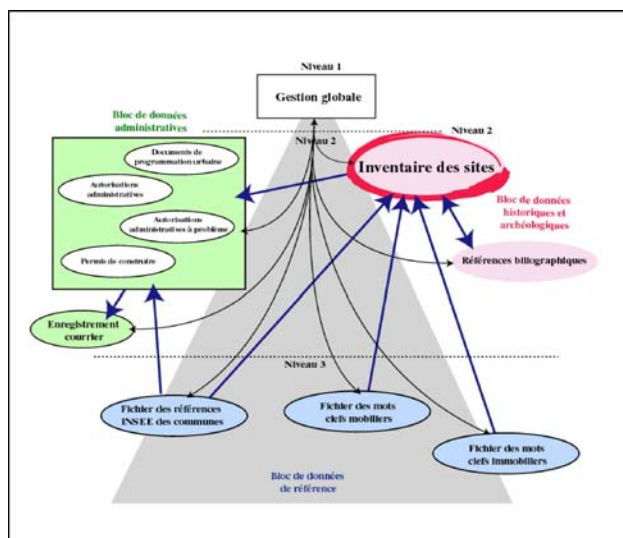 Niveau 1
Gestion globale
Bloc de données
administratives
Niveau 2
Niveau 2
Documents de
programmation urbaine
Inventaire des sites
Autorisations
administratives
Bloc de données
historiques et
archéologiques
Autorisations
administratives à problème
Permis de construire
Références biliographiques
Enregistrement
courrier
Niveau 3
Fichier des références
INSEE des communes
Fichier des mots
clefs mobiliers
Fichier des mots
clefs immobiliers
Bloc de données
de référence